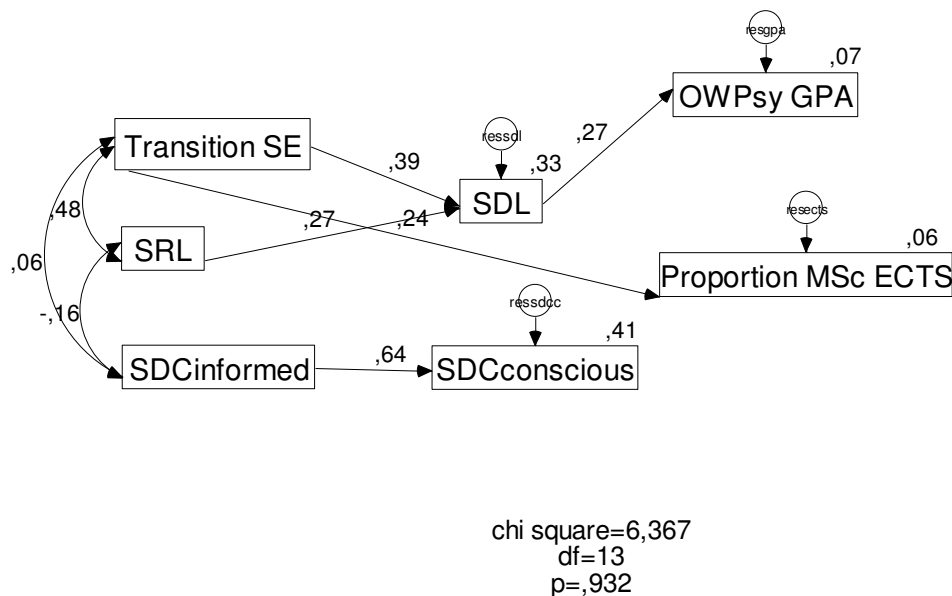 resgpa
,07
OWPsy GPA
Transition SE
ressdl
,27
,39
,33
SDL
,48
,27
,24
resects
SRL
,06
,06
Proportion MSc ECTS
-,16
ressdcc
,41
SDCinformed
,64
SDCconscious
chi square=6,367
df=13
p=,932